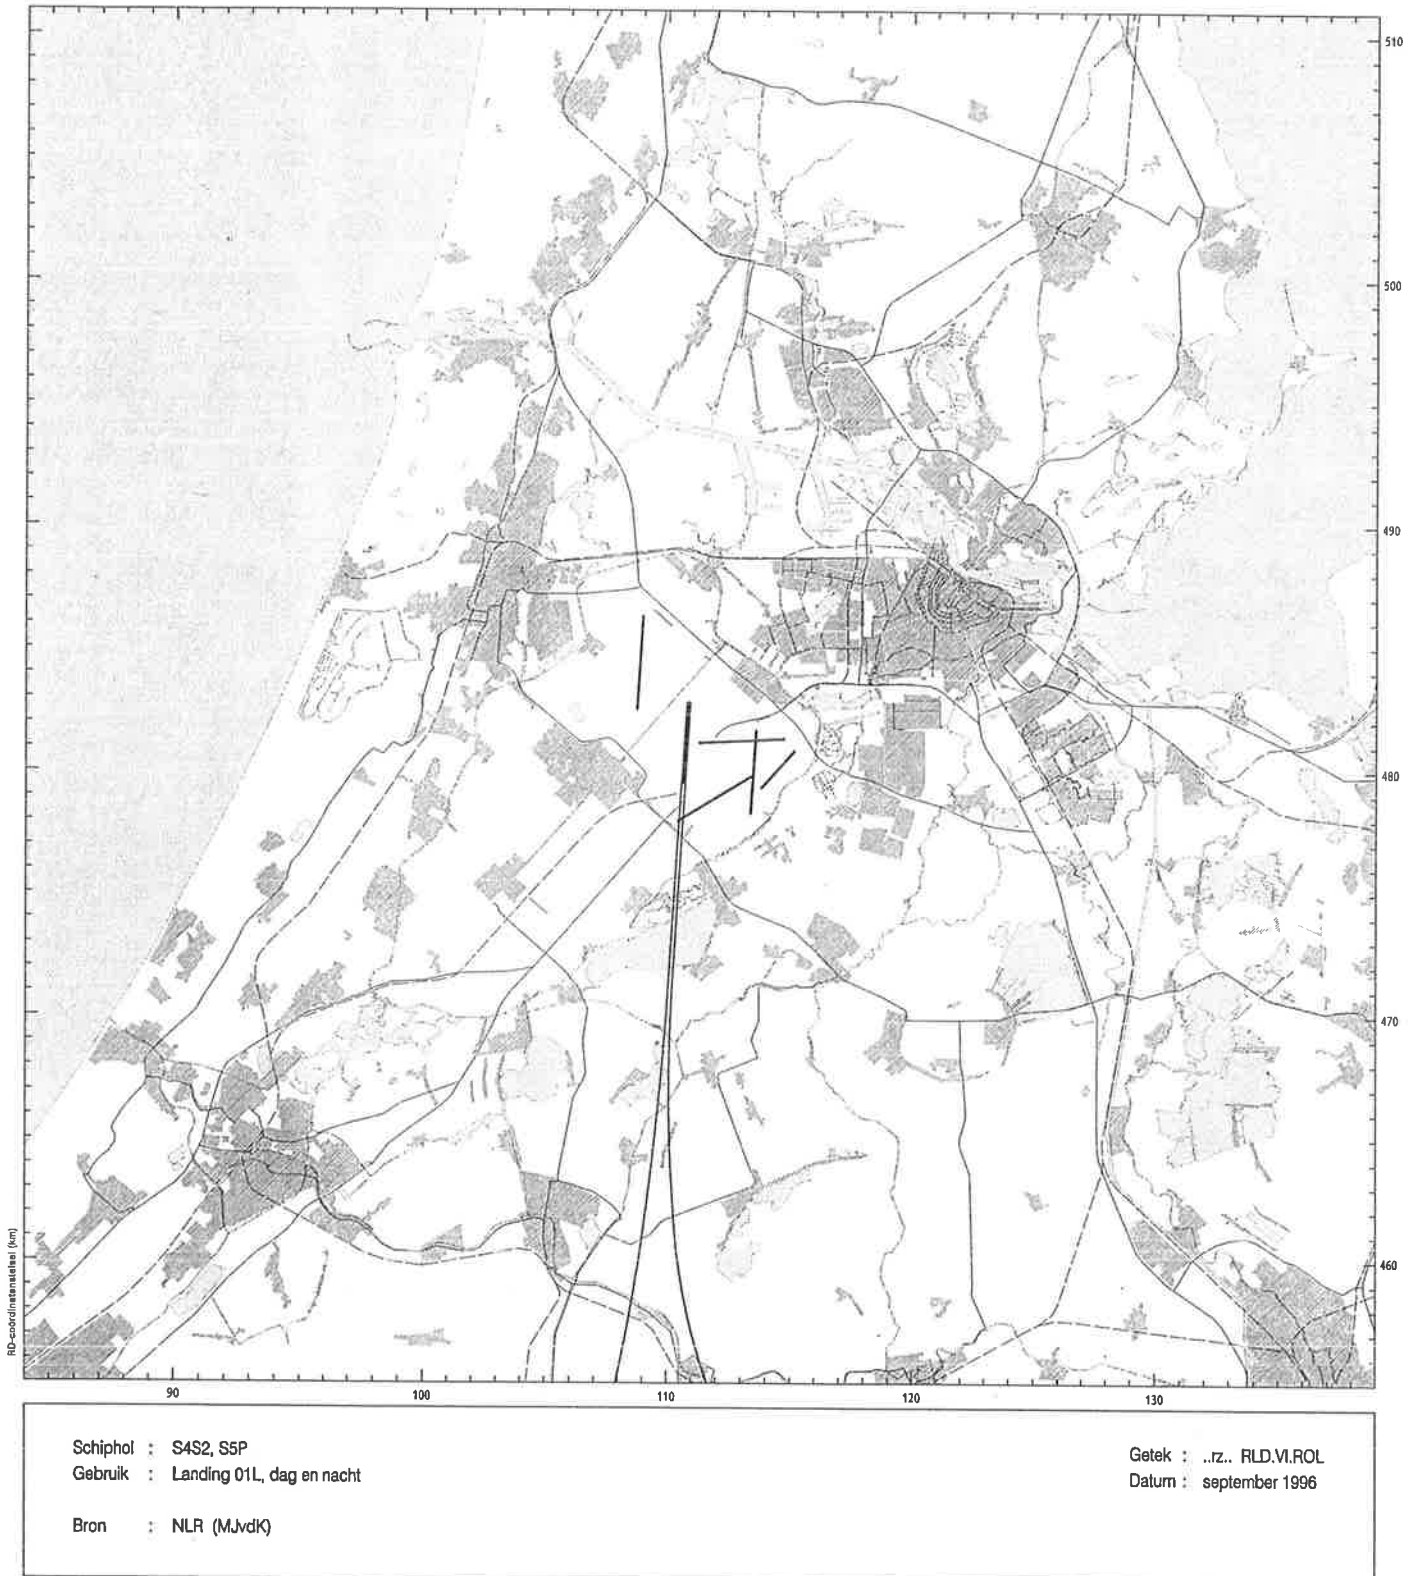 510
500
490
480
470
460
RD-coördinatenstelsel (km)
90
100
110
120
130
Schiphol : S4S2, S5P
Gebruik : Landing 01L, dag en nacht
Bron : NLR (MJvdK)
Getek : ..rz.. RLD.VI.ROL
Datum : september 1996